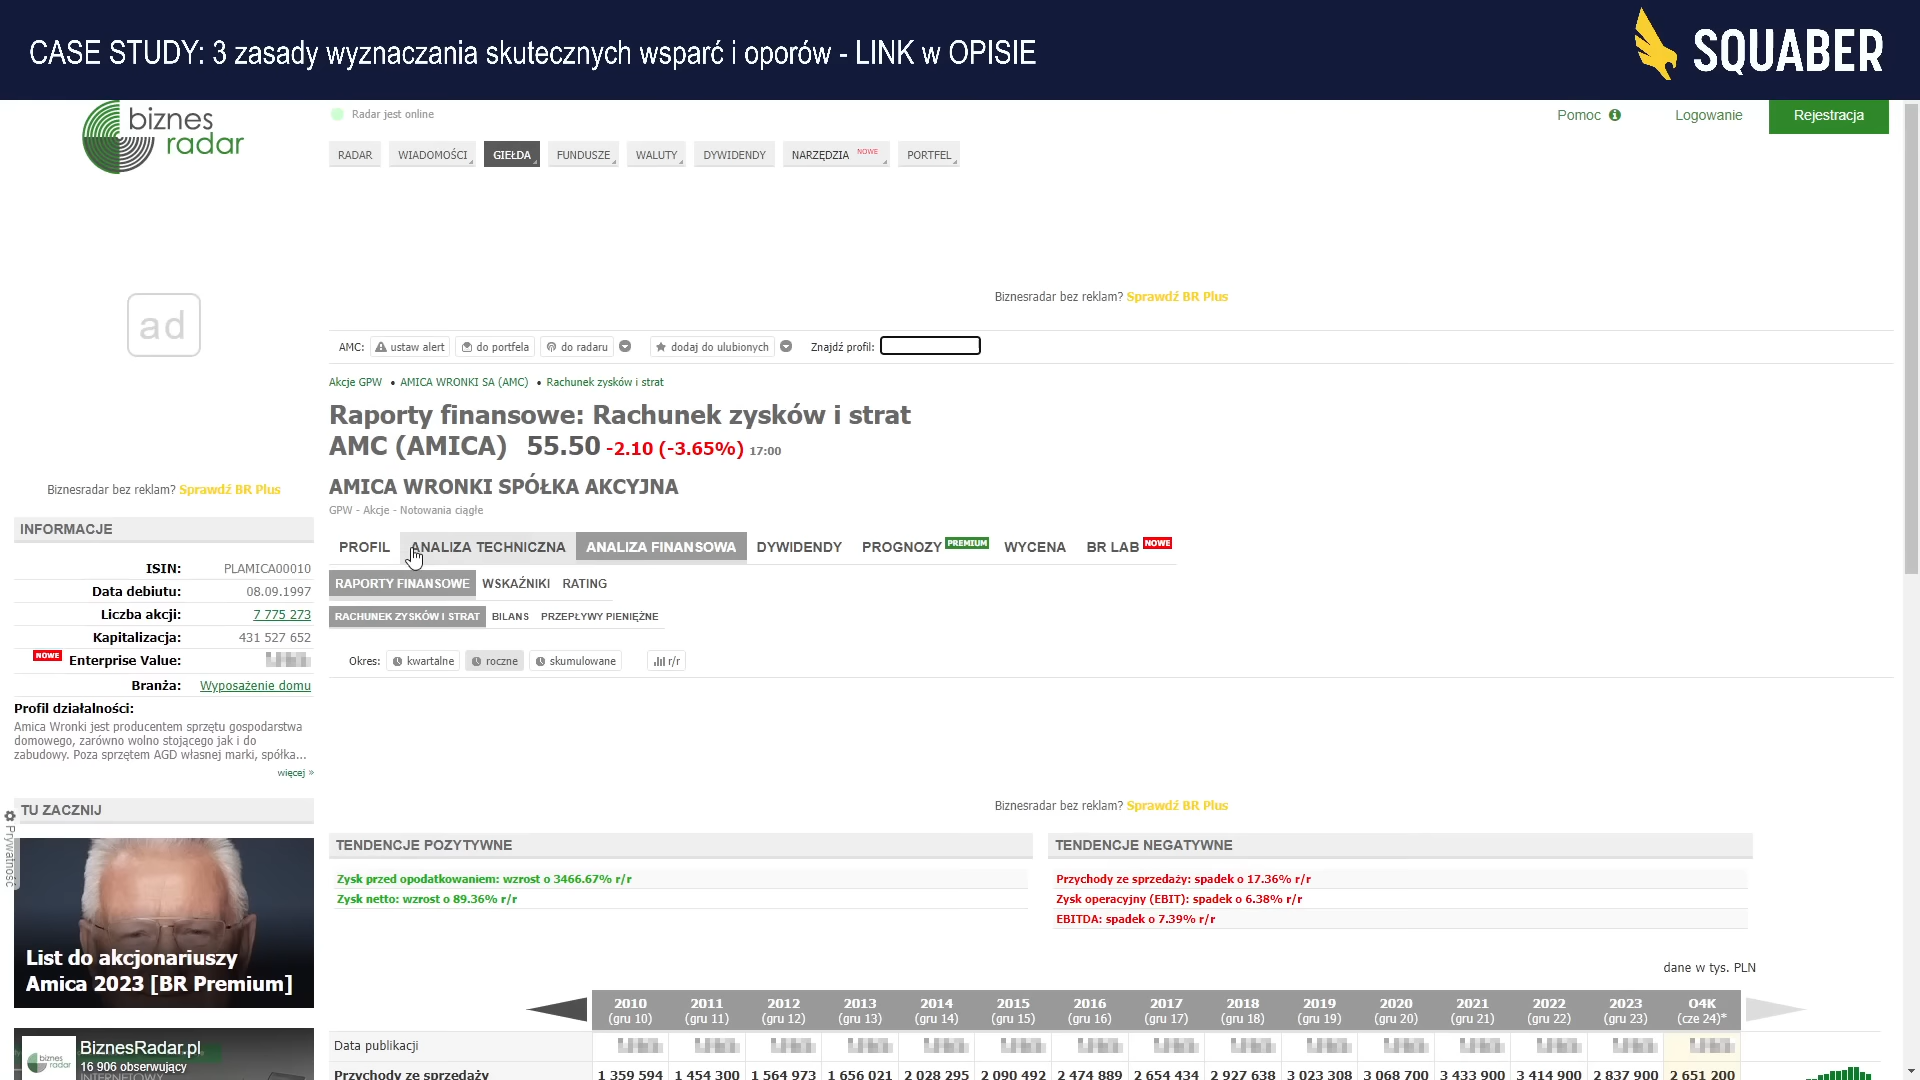 CASE STUDY: 3 zasady wyznaczania skutecznych wsparć i oporów - LINK w OPISIE
SQUABER
biznes
radar
Radar jest online
Pomoc
Logowanie
Rejestracja
RADAR
WIADOMOŚCI
GIEŁDA
FUNDUSZE
WALUTY
DYWIDENDY
NARZĘDZIA NOWE
PORTFEL
ad
Biznesradar bez reklam? Sprawdź BR Plus
AMC: ustaw alert do portfela do radaru dodaj do ulubionych Znajdź profil:
Akcje GPW • AMICA WRONKI SA (AMC) • Rachunek zysków i strat
Raporty finansowe: Rachunek zysków i strat
AMC (AMICA) 55.50 -2.10 (-3.65%) 17:00
AMICA WRONKI SPÓŁKA AKCYJNA
GPW - Akcje - Notowania ciągłe
PROFIL ANALIZA TECHNICZNA ANALIZA FINANSOWA DYWIDENDY PROGNOZY PREMIUM WYCENA BR LAB NOWE
RAPORTY FINANSOWE WSKAŹNIKI RATING
RACHUNEK ZYSKÓW I STRAT BILANS PRZEPŁYWY PIENIĘŻNE
Okres: kwartalne roczne skumulowane r/r
Biznesradar bez reklam? Sprawdź BR Plus
INFORMACJE
ISIN: PLAMICA00010
Data debiutu: 08.09.1997
Liczba akcji: 7 775 273
Kapitalizacja: 431 527 652
NOWE Enterprise Value:
Branża: Wyposażenie domu
Profil działalności:
Amica Wronki jest producentem sprzętu gospodarstwa
domowego, zarówno wolno stojącego jak i do
zabudowy. Poza sprzętem AGD własnej marki, spółka...
więcej »
TU ZACZNIJ
Prywatność
List do akcjonariuszy
Amica 2023 [BR Premium]
BiznesRadar.pl
16 906 obserwujący
biznes
radar
Biznesradar bez reklam? Sprawdź BR Plus
TENDENCJE POZYTYWNE
Zysk przed opodatkowaniem: wzrost o 3466.67% r/r
Zysk netto: wzrost o 89.36% r/r
TENDENCJE NEGATYWNE
Przychody ze sprzedaży: spadek o 17.36% r/r
Zysk operacyjny (EBIT): spadek o 6.38% r/r
EBITDA: spadek o 7.39% r/r
dane w tys. PLN
2010 2011 2012 2013 2014 2015 2016 2017 2018 2019 2020 2021 2022 2023 O4K
(gru 10) (gru 11) (gru 12) (gru 13) (gru 14) (gru 15) (gru 16) (gru 17) (gru 18) (gru 19) (gru 20) (gru 21) (gru 22) (gru 23) (cze 24)*
Data publikacji
Przychody ze sprzedaży 1 359 594 1 454 300 1 564 973 1 656 021 2 028 295 2 090 492 2 474 889 2 654 434 2 927 638 3 023 308 3 068 700 3 433 900 3 414 900 2 837 900 2 651 200